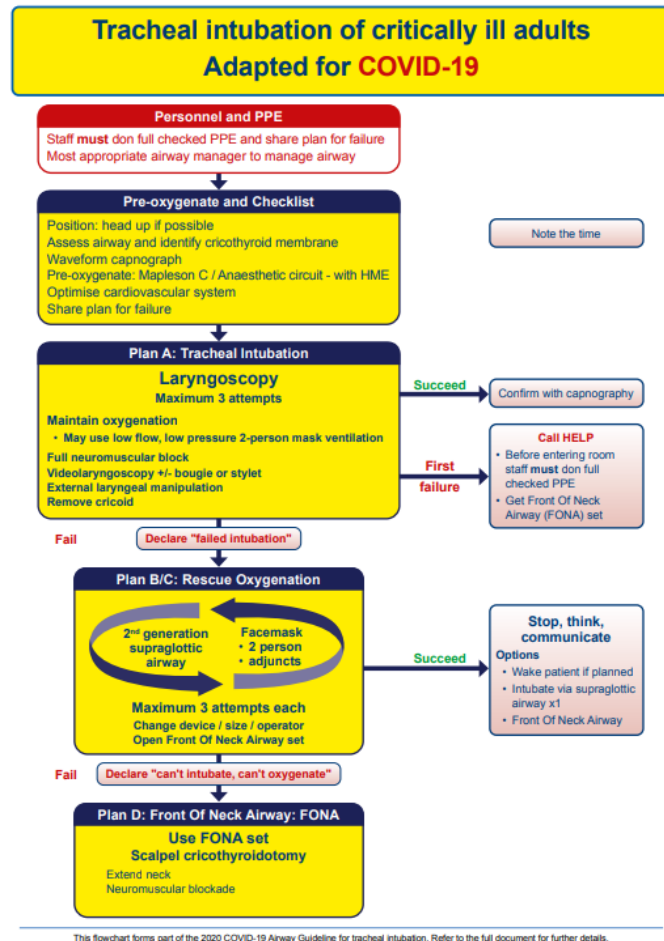 Tracheal intubation of critically ill adults
Adapted for COVID-19
Personnel and PPE
Staff must don full checked PPE and share plan for failure
Most appropriate airway manager to manage airway
Pre-oxygenate and Checklist
Position: head up if possible
Assess airway and identify cricothyroid membrane
Waveform capnograph
Pre-oxygenate: Mapleson C / Anaesthetic circuit - with HME
Optimise cardiovascular system
Share plan for failure
Note the time
Plan A: Tracheal Intubation
Laryngoscopy
Maximum 3 attempts
Maintain oxygenation
• May use low flow, low pressure 2-person mask ventilation
Full neuromuscular block
Videolaryngoscopy +/- bougie or stylet
External laryngeal manipulation
Remove cricoid
Succeed
Confirm with capnography
First
failure
Call HELP
• Before entering room
staff must don full
checked PPE
• Get Front Of Neck
Airway (FONA) set
Fail
Declare "failed intubation"
Plan B/C: Rescue Oxygenation
2nd generation
supraglottic
airway
Facemask
• 2 person
• adjuncts
Maximum 3 attempts each
Change device / size / operator
Open Front Of Neck Airway set
Succeed
Stop, think,
communicate
Options
• Wake patient if planned
• Intubate via supraglottic
airway x1
• Front Of Neck Airway
Fail
Declare "can't intubate, can't oxygenate"
Plan D: Front Of Neck Airway: FONA
Use FONA set
Scalpel cricothyroidotomy
Extend neck
Neuromuscular blockade
This flowchart forms part of the 2020 COVID-19 Airway Guideline for tracheal intubation. Refer to the full document for further details.